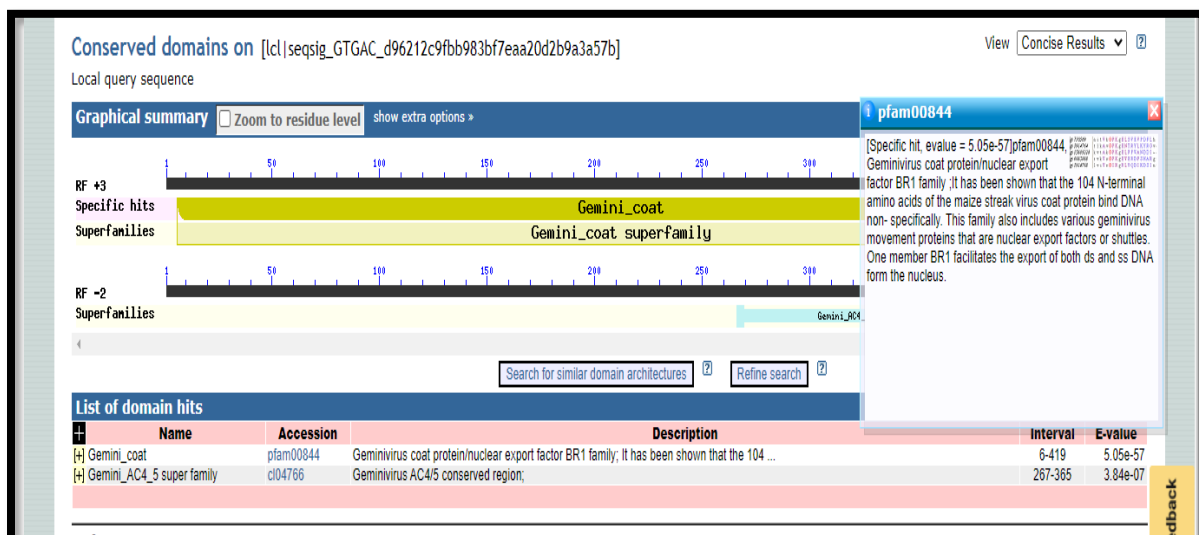 Conserved domains on [lcl|seqsig_GTGAC_d96212c9fbb983bf7eaa20d2b9a3a57b]
View Concise Results
Local query sequence
Graphical summary Zoom to residue level show extra options »
1 50 100 150 200 250 300
RF +3
Specific hits Gemini_coat
Superfamilies Gemini_coat superfamily
1 50 100 150 200 250 300
RF -2
Superfamilies Gemini_AC4_
pfam00844
[Specific hit, evalue = 5.05e-57]pfam00844,
Geminivirus coat protein/nuclear export
factor BR1 family ;It has been shown that the 104 N-terminal
amino acids of the maize streak virus coat protein bind DNA
non- specifically. This family also includes various geminivirus
movement proteins that are nuclear export factors or shuttles.
One member BR1 facilitates the export of both ds and ss DNA
form the nucleus.
Search for similar domain architectures ? Refine search ?
List of domain hits
+ Name Accession Description Interval E-value
[+] Gemini_coat pfam00844 Geminivirus coat protein/nuclear export factor BR1 family; It has been shown that the 104 ... 6-419 5.05e-57
[+] Gemini_AC4_5 super family cl04766 Geminivirus AC4/5 conserved region; 267-365 3.84e-07
edback